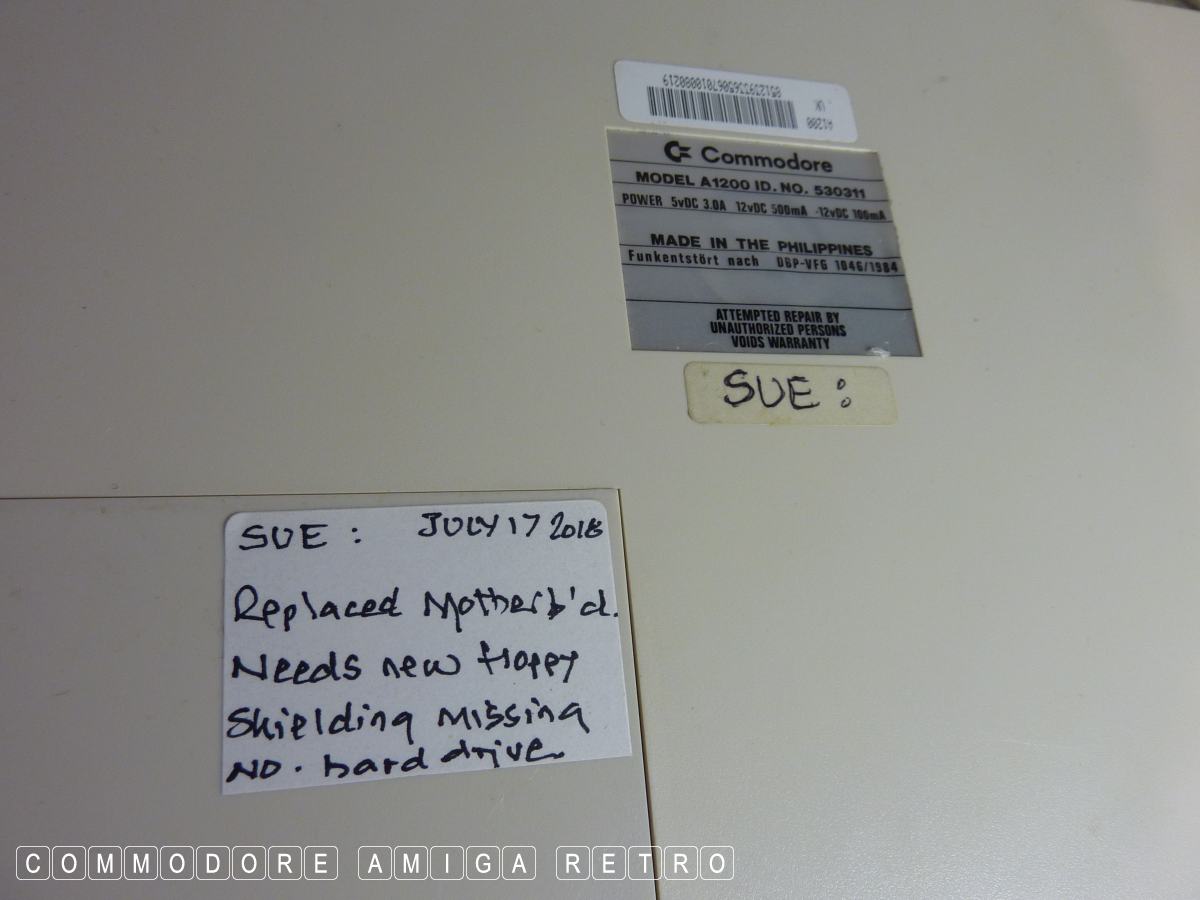 A1200
UK
Commodore
MODEL A1200 ID. NO. 530311
POWER 5vDC 3.0A 12vDC 500mA -12vDC 100mA
MADE IN THE PHILIPPINES
Funkentstört nach DBP-VFG 1046/1984
ATTEMPTED REPAIR BY
UNAUTHORIZED PERSONS
VOIDS WARRANTY
SUE:
SUE: JULY 17 2018
Replaced Motherb'd.
Needs new floppy
Shielding Missing
NO. hard drive
COMMODORE AMIGA RETRO